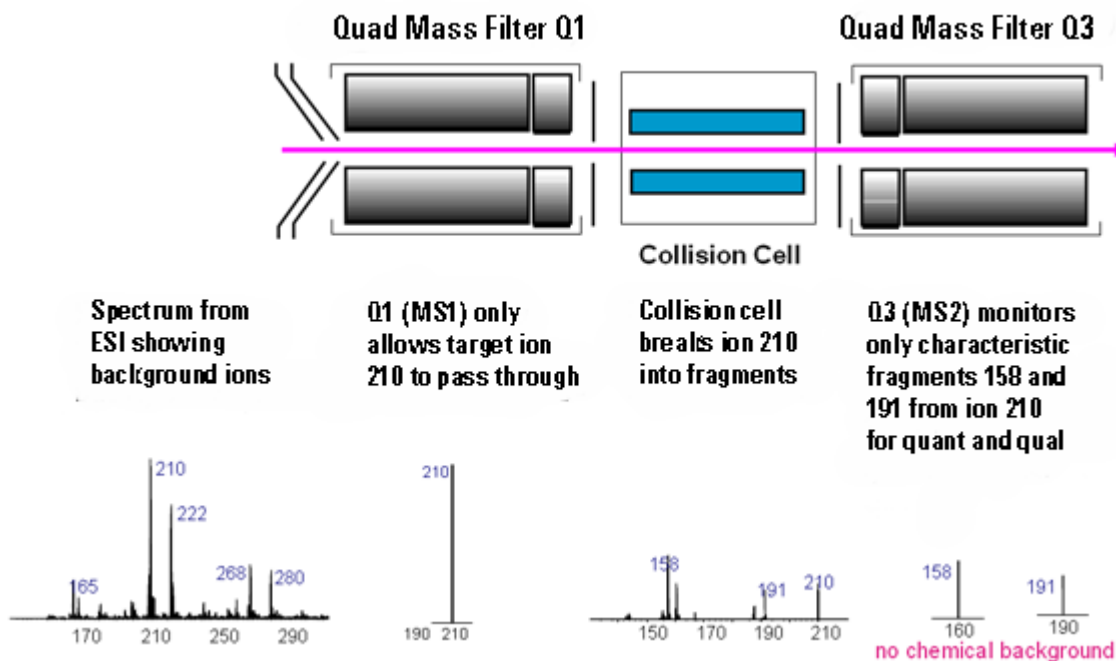 Quad Mass Filter Q1
Quad Mass Filter Q3
Collision Cell
Spectrum from
ESI showing
background ions
Q1 (MS1) only
allows target ion
210 to pass through
Collision cell
breaks ion 210
into fragments
Q3 (MS2) monitors
only characteristic
fragments 158 and
191 from ion 210
for quant and qual
210
222
165
268
280
170 210 250 290
210
190 210
158
191
210
150 170 190 210
158
160
191
190
no chemical background